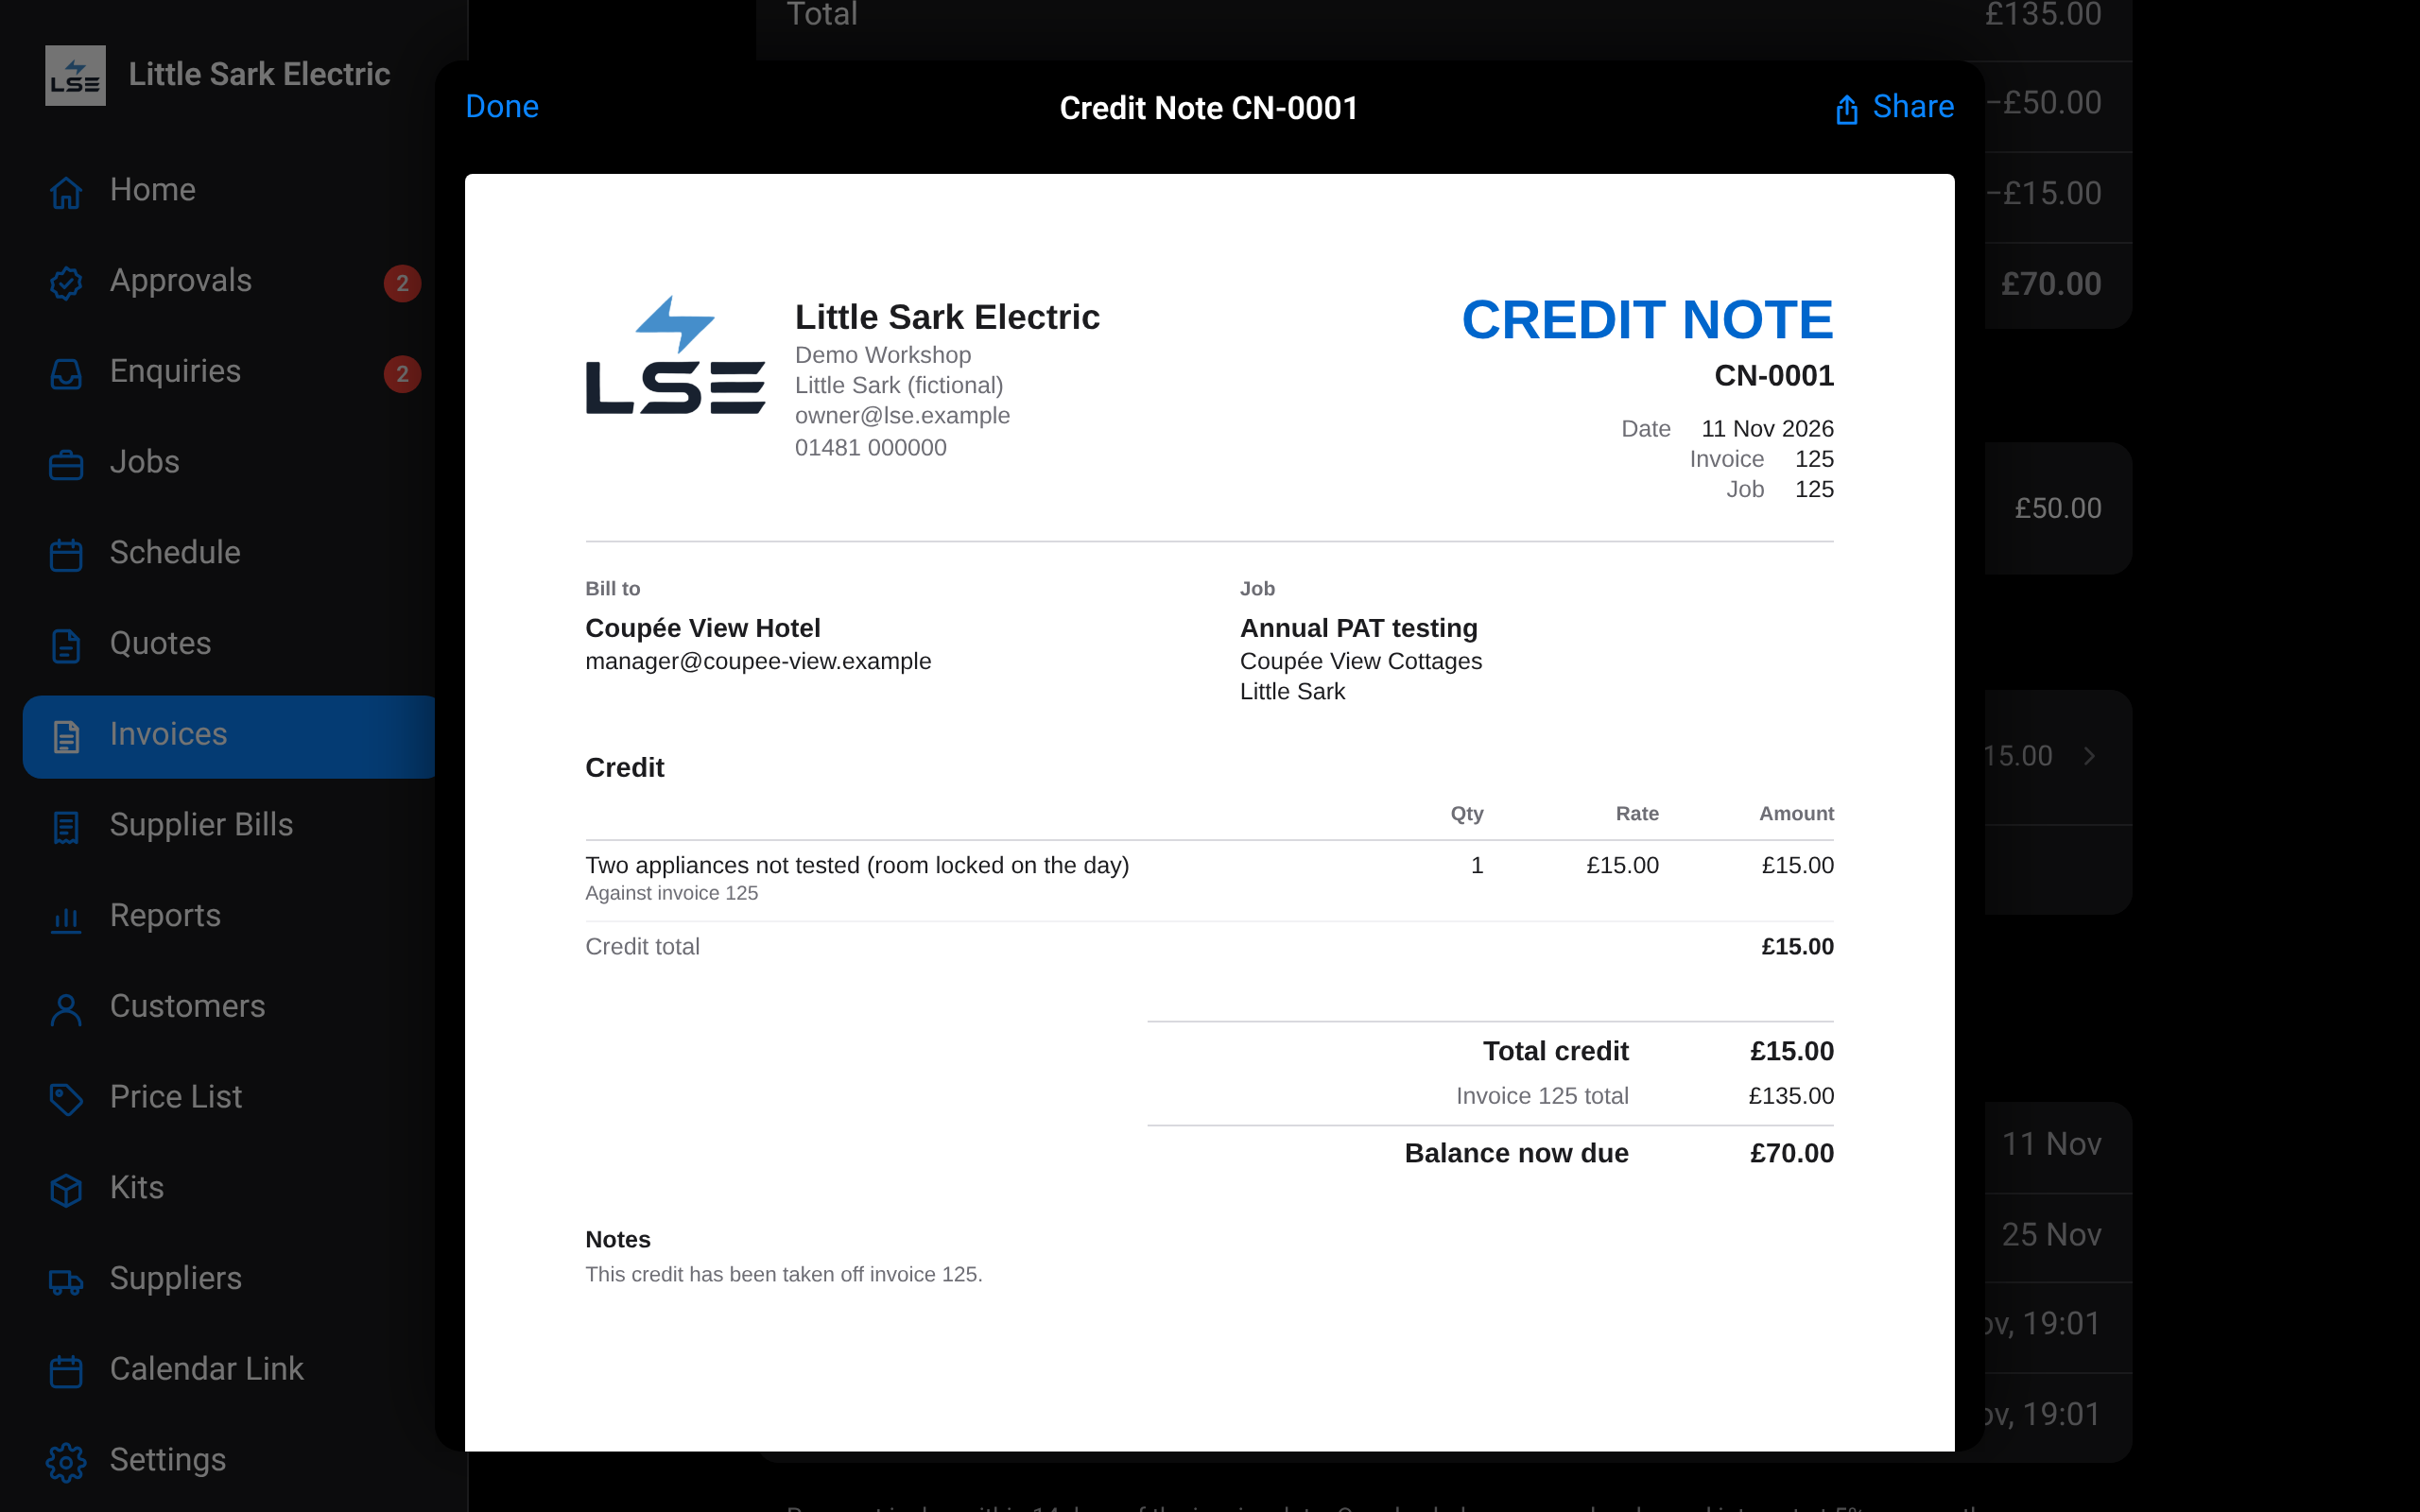 LSE
Little Sark Electric
Home
Approvals 2
Enquiries 2
Jobs
Schedule
Quotes
Invoices
Supplier Bills
Reports
Customers
Price List
Kits
Suppliers
Calendar Link
Settings
Total £135.00
−£50.00
−£15.00
£70.00
£50.00
15.00
11 Nov
25 Nov
19:01
19:01
Done
Credit Note CN-0001
Share
LSE
Little Sark Electric
Demo Workshop
Little Sark (fictional)
owner@lse.example
01481 000000
CREDIT NOTE
CN-0001
Date 11 Nov 2026
Invoice 125
Job 125
Bill to
Coupée View Hotel
manager@coupee-view.example
Job
Annual PAT testing
Coupée View Cottages
Little Sark
Credit
Qty Rate Amount
Two appliances not tested (room locked on the day) 1 £15.00 £15.00
Against invoice 125
Credit total £15.00
Total credit £15.00
Invoice 125 total £135.00
Balance now due £70.00
Notes
This credit has been taken off invoice 125.